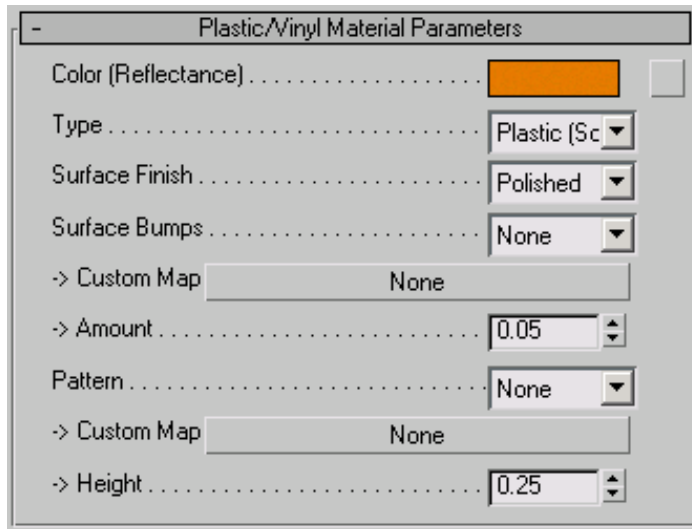 - Plastic/Vinyl Material Parameters
Color (Reflectance) . . . . . . . . . . . . . . . . . . . .
Type . . . . . . . . . . . . . . . . . . . . . . . . . . . . . . . . Plastic (Sc
Surface Finish . . . . . . . . . . . . . . . . . . . . . . . . Polished
Surface Bumps . . . . . . . . . . . . . . . . . . . . . . . None
-> Custom Map None
-> Amount . . . . . . . . . . . . . . . . . . . . . . . . . . . 0.05
Pattern . . . . . . . . . . . . . . . . . . . . . . . . . . . . . . None
-> Custom Map None
-> Height . . . . . . . . . . . . . . . . . . . . . . . . . . . . 0.25